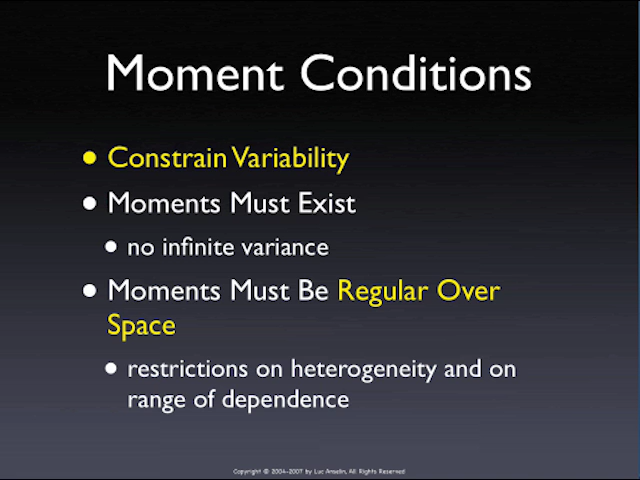 Moment Conditions
• Constrain Variability
• Moments Must Exist
• no infinite variance
• Moments Must Be Regular Over
Space
• restrictions on heterogeneity and on
range of dependence
Copyright © 2004-2007 by Luc Anselin, All Rights Reserved